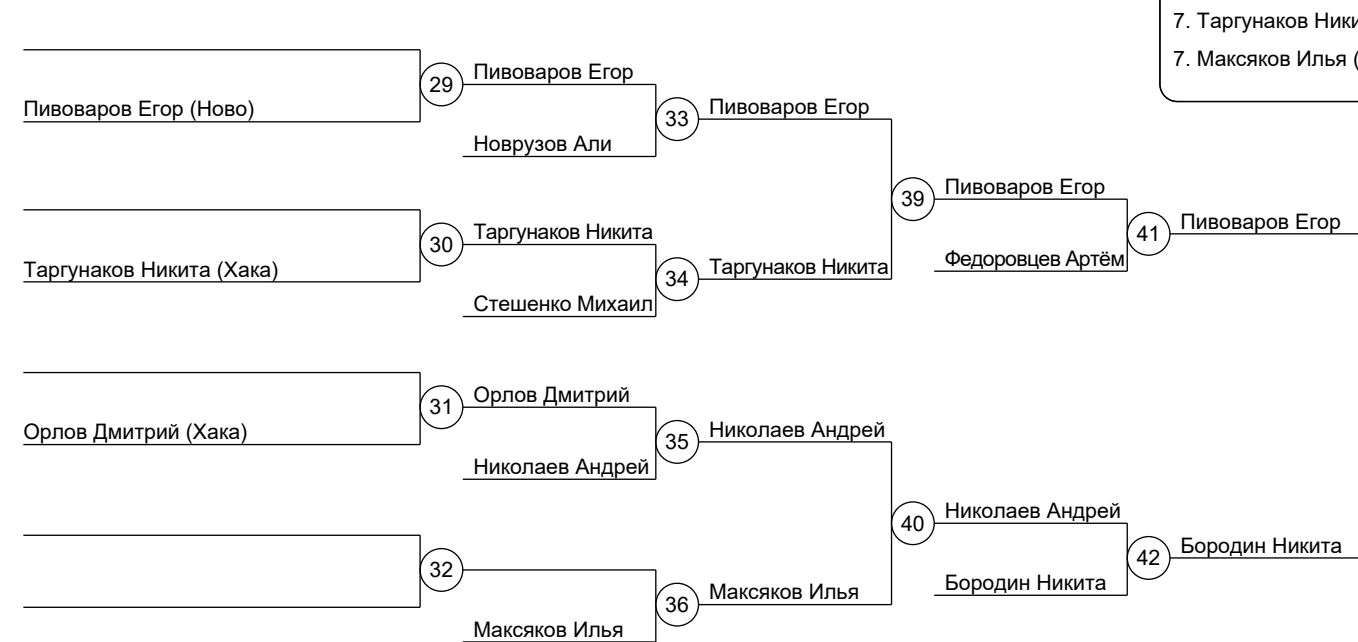 7. Таргунаков Ники
7. Максяков Илья (
29
Пивоваров Егор
Пивоваров Егор (Ново)
33
Пивоваров Егор
Новрузов Али
39
Пивоваров Егор
41
Пивоваров Егор
30
Таргунаков Никита
Таргунаков Никита (Хака)
34
Таргунаков Никита
Федоровцев Артём
Стешенко Михаил
31
Орлов Дмитрий
Орлов Дмитрий (Хака)
35
Николаев Андрей
Николаев Андрей
40
Николаев Андрей
42
Бородин Никита
32
36
Максяков Илья
Бородин Никита
Максяков Илья